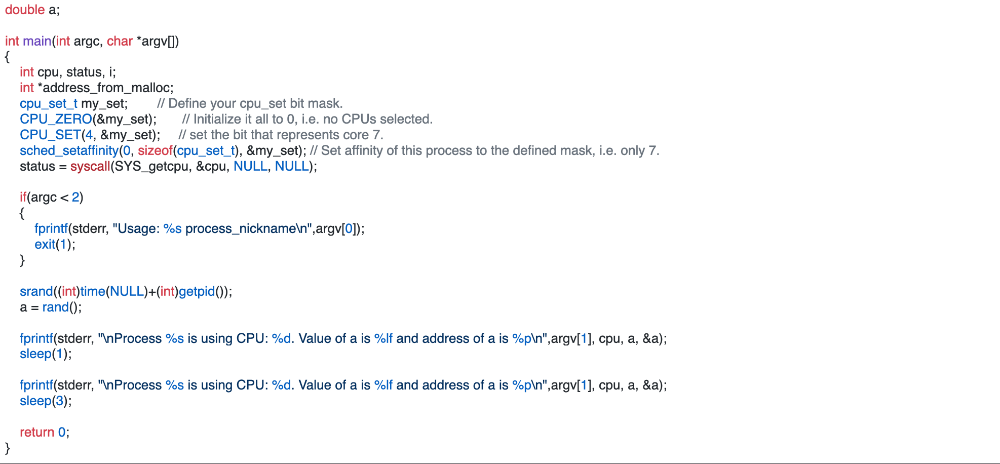 double a;
int main(int argc, char *argv[])
{
int cpu, status, i;
int *address_from_malloc;
cpu_set_t my_set; // Define your cpu_set bit mask.
CPU_ZERO(&my_set); // Initialize it all to 0, i.e. no CPUs selected.
CPU_SET(4, &my_set); // set the bit that represents core 7.
sched_setaffinity(0, sizeof(cpu_set_t), &my_set); // Set affinity of this process to the defined mask, i.e. only 7.
status = syscall(SYS_getcpu, &cpu, NULL, NULL);
if(argc < 2)
{
fprintf(stderr, "Usage: %s process_nickname\n",argv[0]);
exit(1);
}
srand((int)time(NULL)+(int)getpid());
a = rand();
fprintf(stderr, "\nProcess %s is using CPU: %d. Value of a is %lf and address of a is %p\n",argv[1], cpu, a, &a);
sleep(1);
fprintf(stderr, "\nProcess %s is using CPU: %d. Value of a is %lf and address of a is %p\n",argv[1], cpu, a, &a);
sleep(3);
return 0;
}